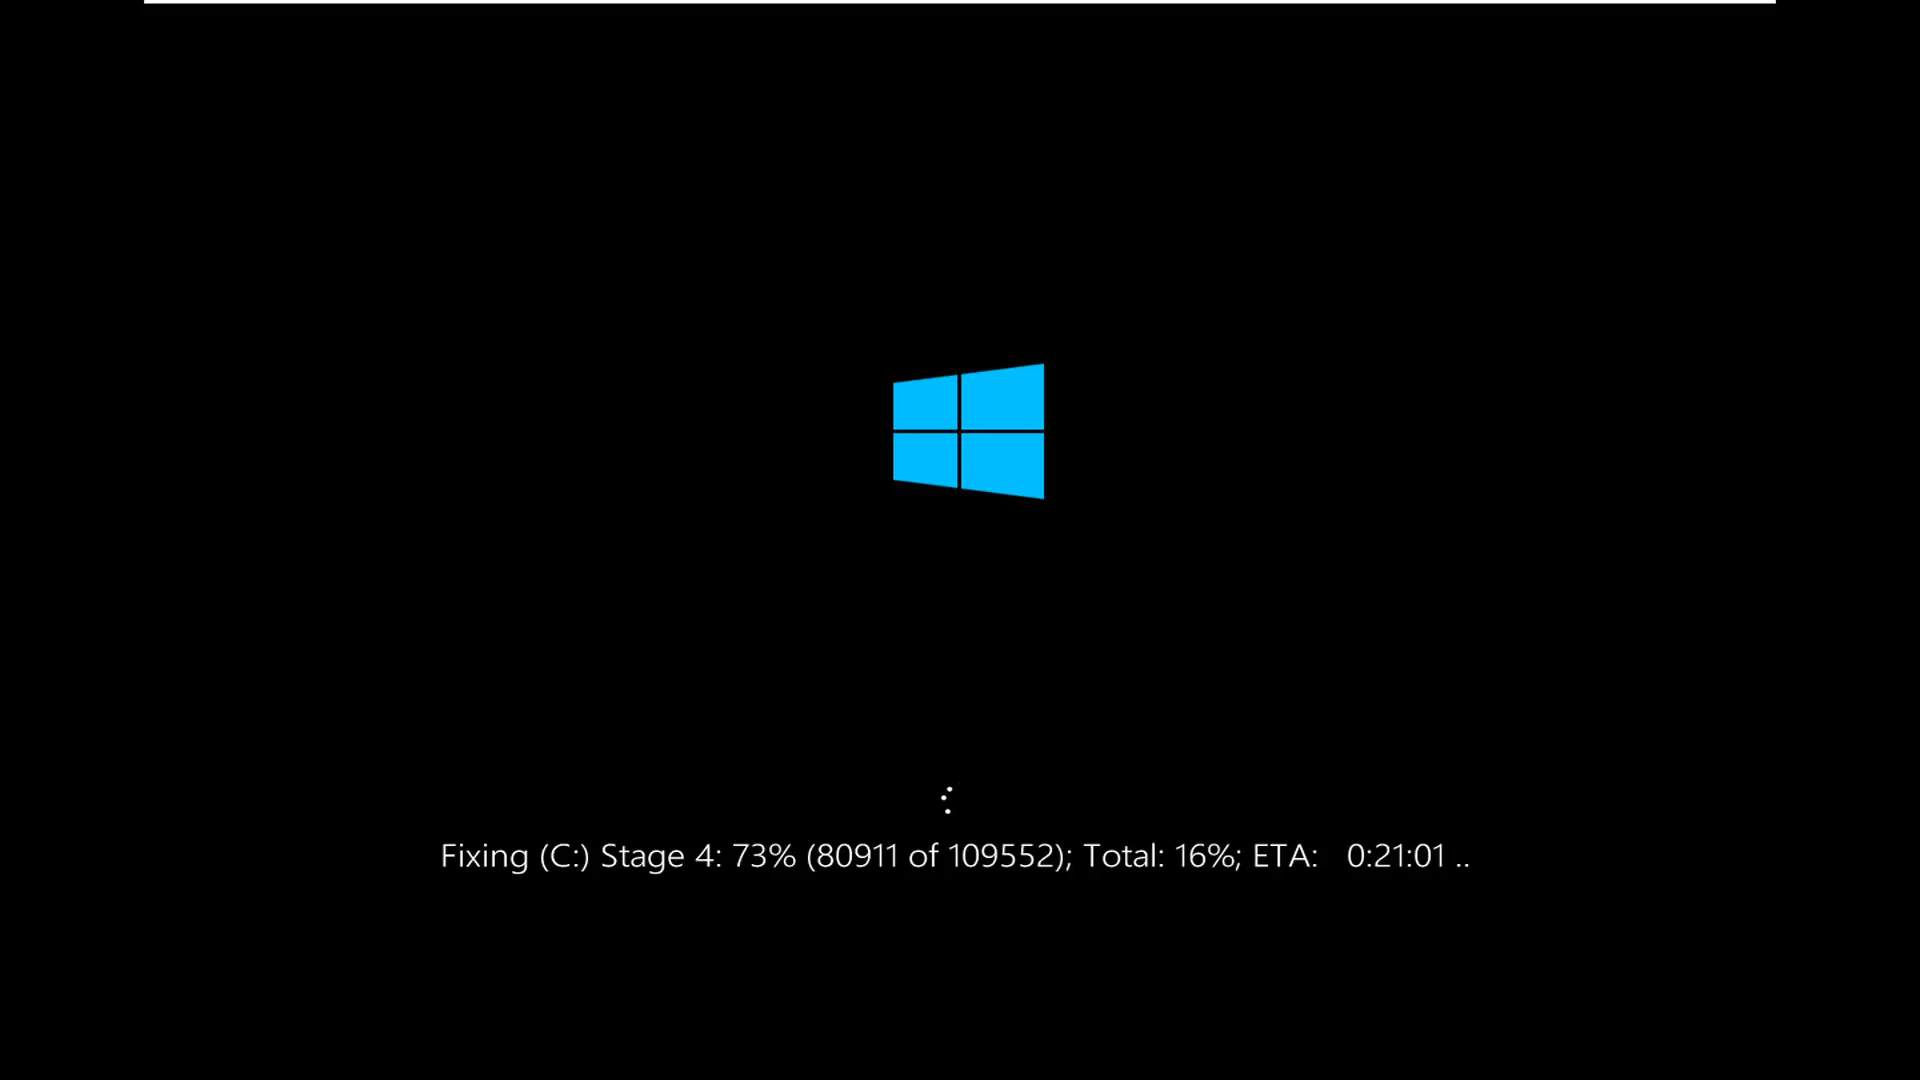 Fixing (C:) Stage 4: 73% (80911 of 109552); Total: 16%; ETA:   0:21:01 ..